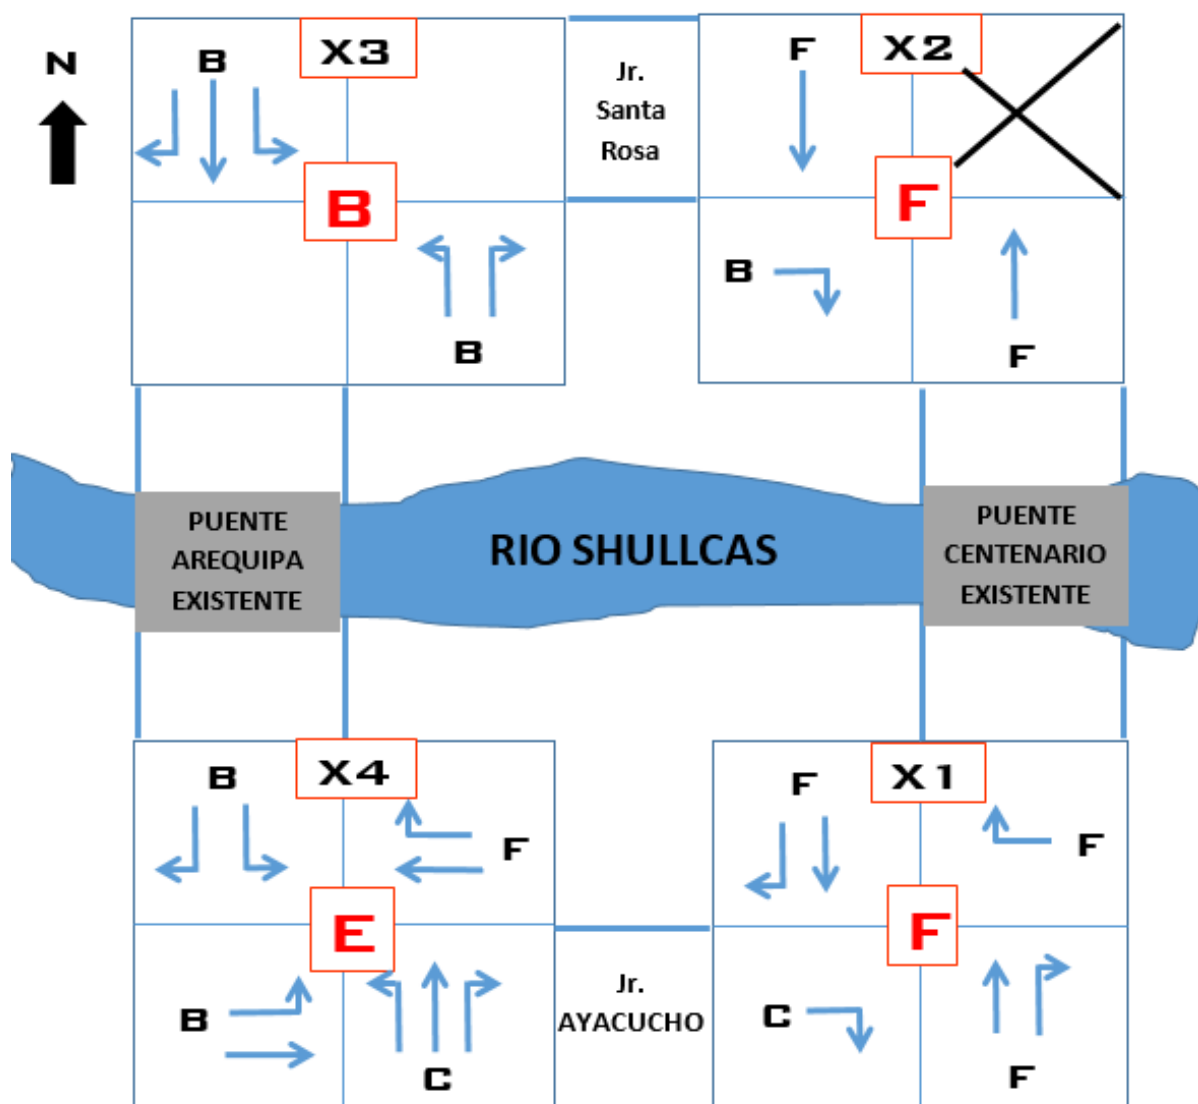 N
B
X3
B
B
Jr.
Santa
Rosa
F
X2
F
B
F
PUENTE
AREQUIPA
EXISTENTE
RIO SHULLCAS
PUENTE
CENTENARIO
EXISTENTE
B
X4
F
E
B
C
Jr.
AYACUCHO
F
X1
F
F
C
F